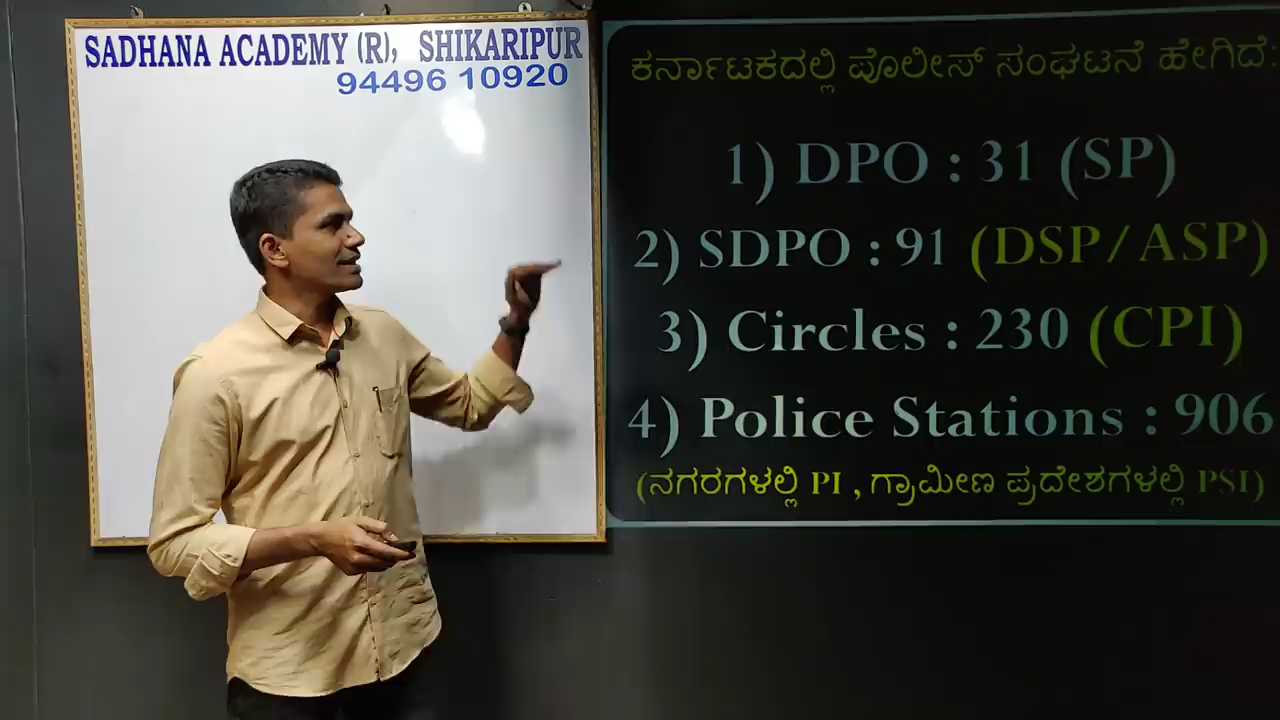 SADHANA ACADEMY (R), SHIKARIPUR
94496 10920
ಕರ್ನಾಟಕದಲ್ಲಿ ಪೊಲೀಸ್ ಸಂಘಟನೆ ಹೇಗಿದೆ:
1) DPO : 31 (SP)
2) SDPO : 91 (DSP/ASP)
3) Circles : 230 (CPI)
4) Police Stations : 906
(ನಗರಗಳಲ್ಲಿ PI , ಗ್ರಾಮೀಣ ಪ್ರದೇಶಗಳಲ್ಲಿ PSI)